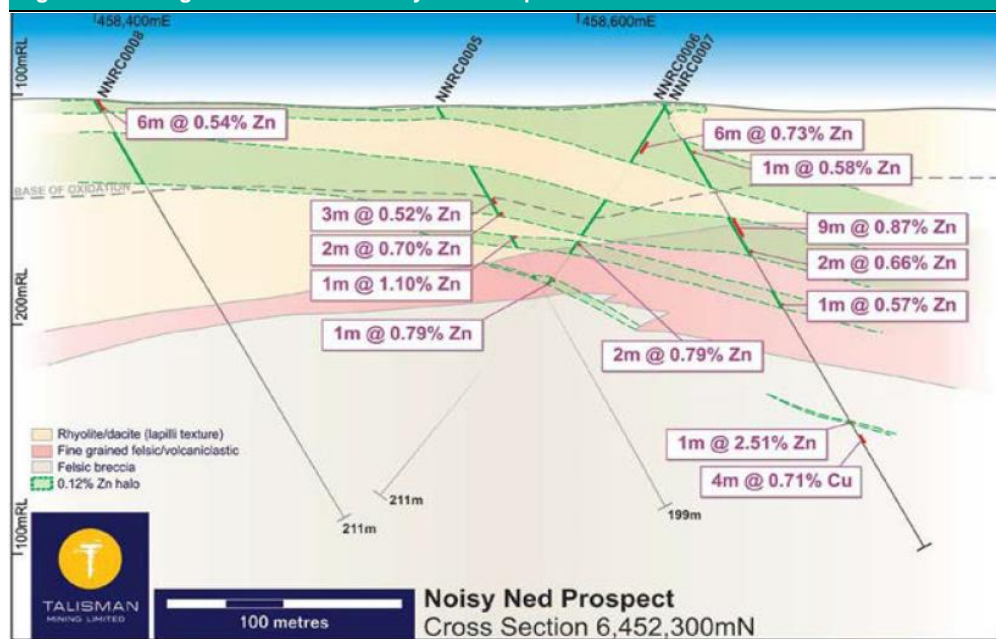 458,400mE
458,600mE
100mRL
NNRC0008
NNRC0005
NNRC0006
NNRC0007
6m @ 0.54% Zn
6m @ 0.73% Zn
1m @ 0.58% Zn
BASE OF OXIDATION
3m @ 0.52% Zn
9m @ 0.87% Zn
2m @ 0.70% Zn
2m @ 0.66% Zn
1m @ 1.10% Zn
1m @ 0.57% Zn
200mRL
1m @ 0.79% Zn
2m @ 0.79% Zn
Rhyolite/dacite (lapilli texture)
Fine grained felsic/volcaniclastic
Felsic breccia
0.12% Zn halo
1m @ 2.51% Zn
4m @ 0.71% Cu
211m
211m
199m
100mRL
TALISMAN
MINING LIMITED
100 metres
Noisy Ned Prospect
Cross Section 6,452,300mN